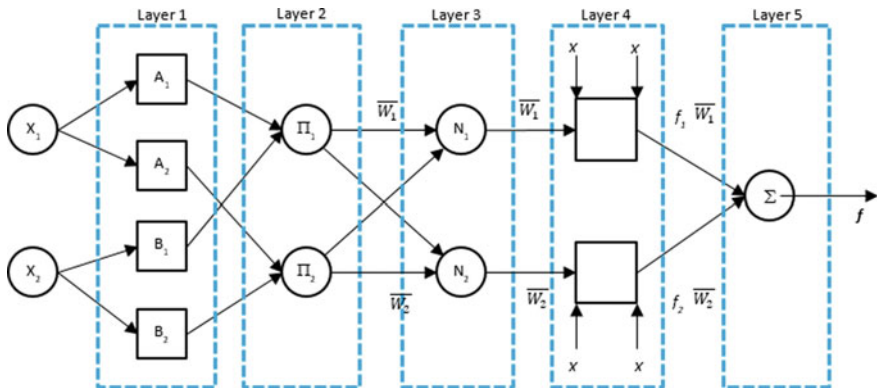 Layer 1 Layer 2 Layer 3 Layer 4 Layer 5
x x
A₁
X₁ Π₁ W̅₁ N₁ W̅₁ f₁ W̅₁
A₂
Σ f
B₁
X₂ Π₂ W̅₂ N₂ W̅₂ f₂ W̅₂
B₂
x x